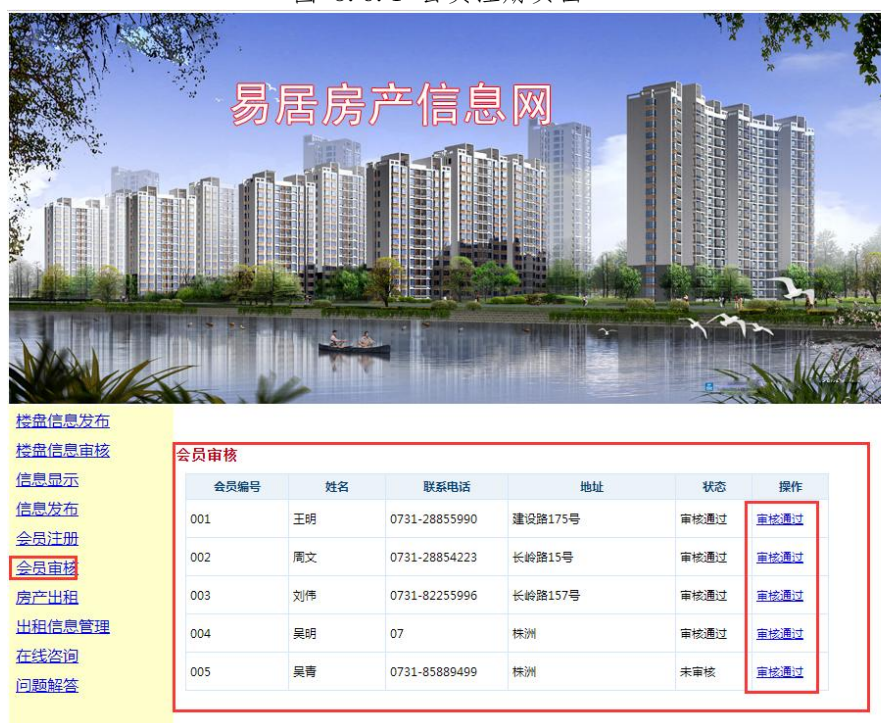 易居房产信息网
楼盘信息发布
楼盘信息审核
信息显示
信息发布
会员注册
会员审核
房产出租
出租信息管理
在线咨询
问题解答
会员审核
会员编号 姓名 联系电话 地址 状态 操作
001 王明 0731-28855990 建设路175号 审核通过 审核通过
002 周文 0731-28854223 长岭路15号 审核通过 审核通过
003 刘伟 0731-82255996 长岭路157号 审核通过 审核通过
004 吴明 07 株洲 审核通过 审核通过
005 吴青 0731-85889499 株洲 未审核 审核通过